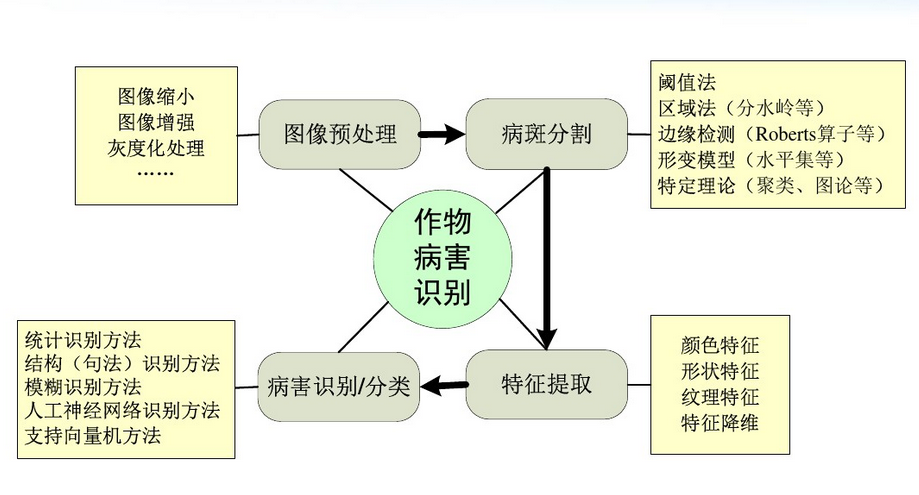 图像缩小
图像增强
灰度化处理
……
图像预处理
病斑分割
阈值法
区域法（分水岭等）
边缘检测（Roberts算子等）
形变模型（水平集等）
特定理论（聚类、图论等）
作物
病害
识别
统计识别方法
结构（句法）识别方法
模糊识别方法
人工神经网络识别方法
支持向量机方法
病害识别/分类
特征提取
颜色特征
形状特征
纹理特征
特征降维